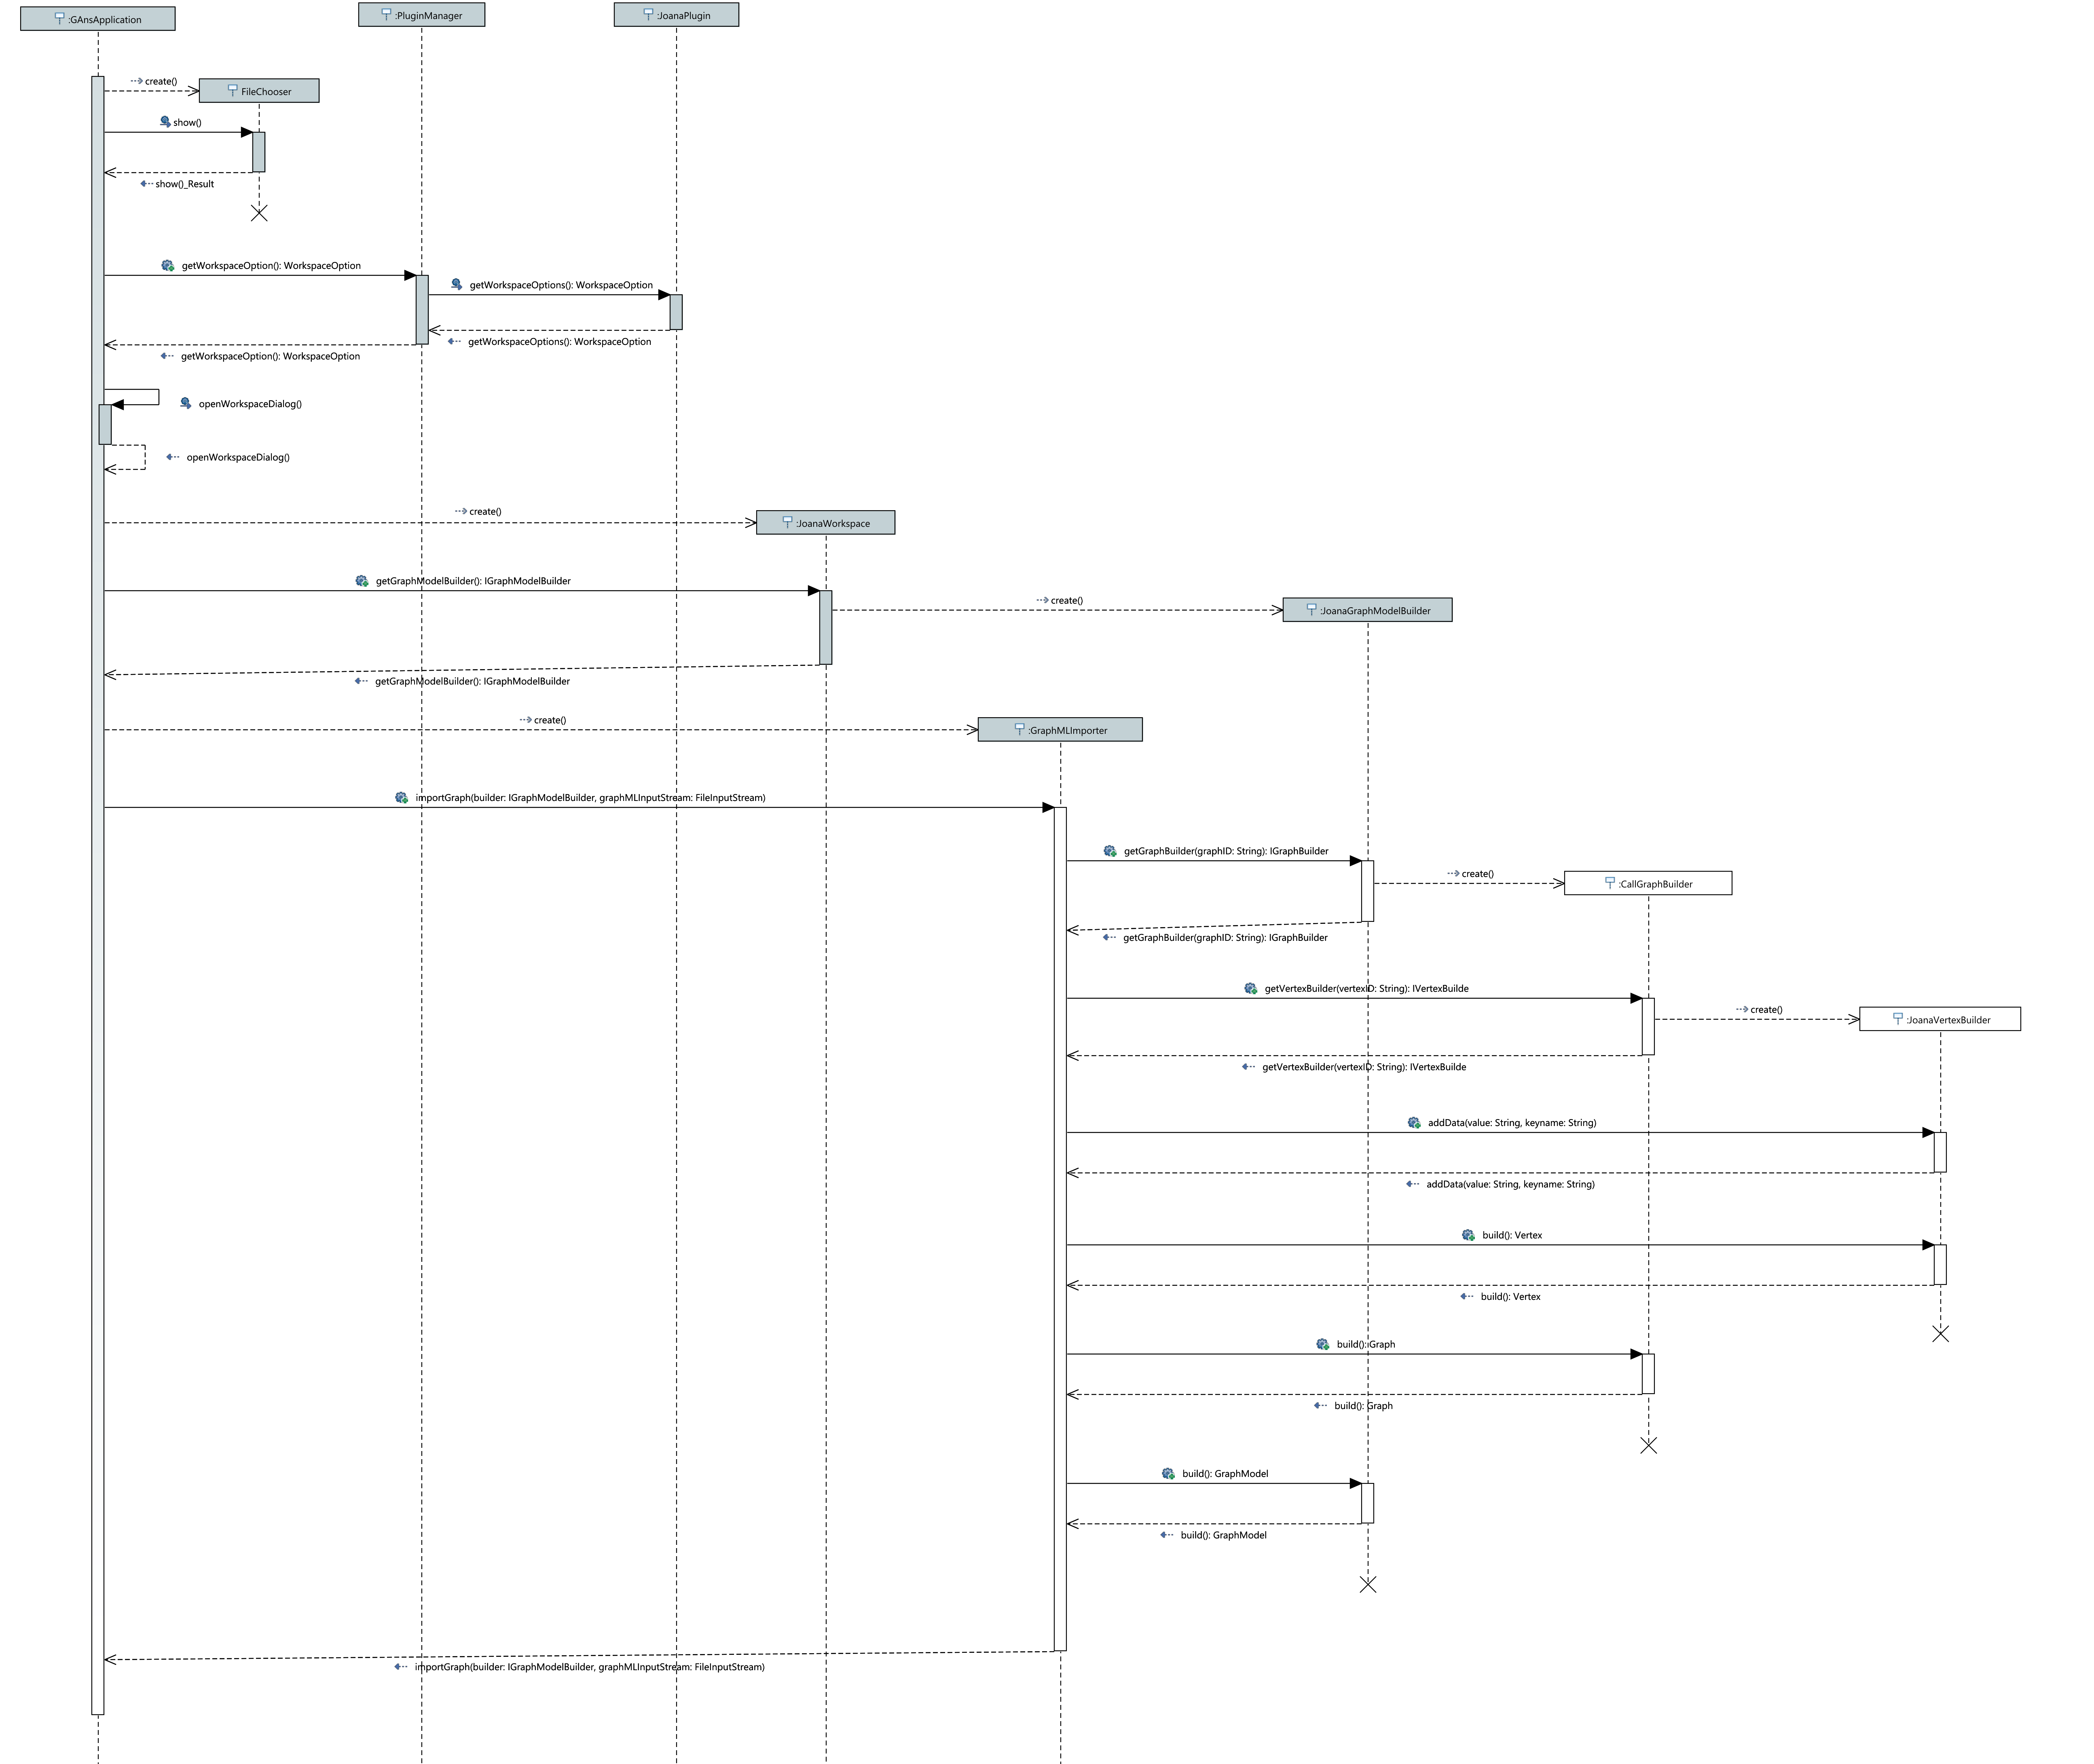 :GAnsApplication
:PluginManager
:JoanaPlugin
create()
FileChooser
show()
show()_Result
getWorkspaceOption(): WorkspaceOption
getWorkspaceOptions(): WorkspaceOption
getWorkspaceOptions(): WorkspaceOption
getWorkspaceOption(): WorkspaceOption
openWorkspaceDialog()
openWorkspaceDialog()
create()
:JoanaWorkspace
getGraphModelBuilder(): IGraphModelBuilder
create()
:JoanaGraphModelBuilder
getGraphModelBuilder(): IGraphModelBuilder
create()
:GraphMLImporter
importGraph(builder: IGraphModelBuilder, graphMLInputStream: FileInputStream)
getGraphBuilder(graphID: String): IGraphBuilder
create()
:CallGraphBuilder
getGraphBuilder(graphID: String): IGraphBuilder
getVertexBuilder(vertexID: String): IVertexBuilde
create()
:JoanaVertexBuilder
getVertexBuilder(vertexID: String): IVertexBuilde
addData(value: String, keyname: String)
addData(value: String, keyname: String)
build(): Vertex
build(): Vertex
build(): Graph
build(): Graph
build(): GraphModel
build(): GraphModel
importGraph(builder: IGraphModelBuilder, graphMLInputStream: FileInputStream)